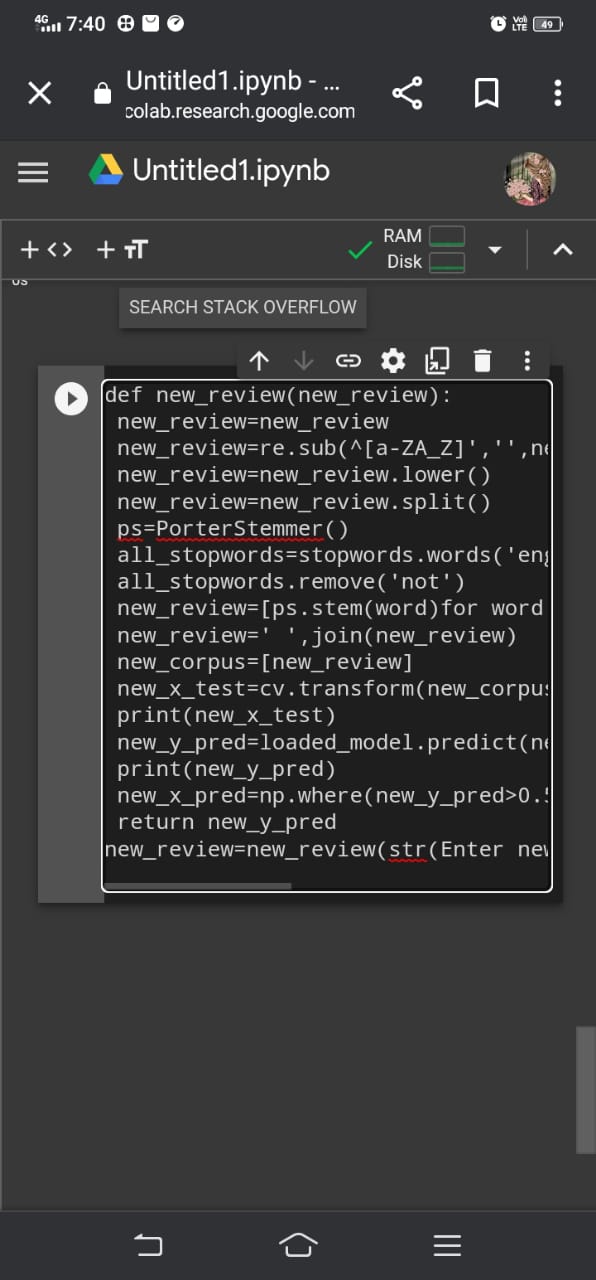 4G 7:40 Vo) LTE 49
Untitled1.ipynb - ...
colab.research.google.com
Untitled1.ipynb
+ <> + TT RAM
Disk
SEARCH STACK OVERFLOW
def new_review(new_review):
new_review=new_review
new_review=re.sub(^[a-ZA_Z]','',ne
new_review=new_review.lower()
new_review=new_review.split()
ps=PorterStemmer()
all_stopwords=stopwords.words('eng
all_stopwords.remove('not')
new_review=[ps.stem(word)for word
new_review=' ',join(new_review)
new_corpus=[new_review]
new_x_test=cv.transform(new_corpus
print(new_x_test)
new_y_pred=loaded_model.predict(ne
print(new_y_pred)
new_x_pred=np.where(new_y_pred>0.5
return new_y_pred
new_review=new_review(str(Enter new